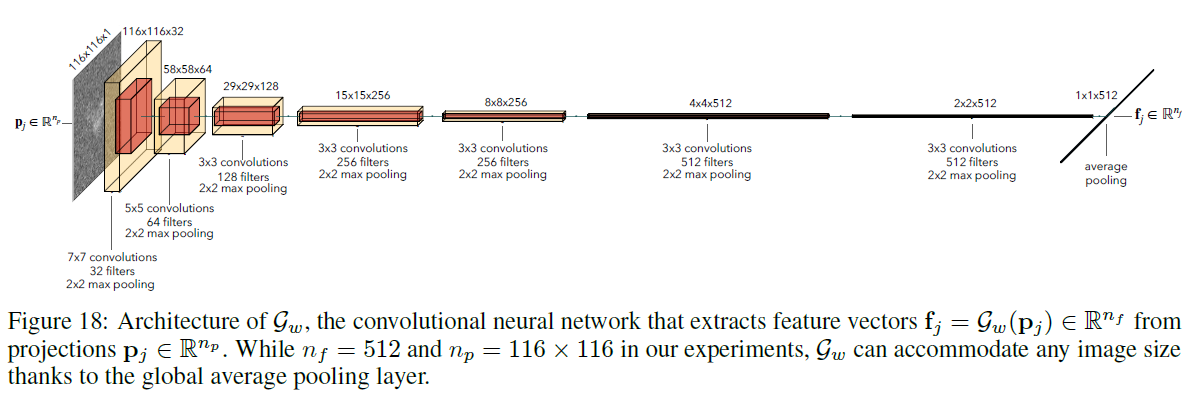 116x116x1
116x116x32
58x58x64
29x29x128
15x15x256
8x8x256
4x4x512
2x2x512
1x1x512
p_j ∈ ℝ^{n_p}
f_j ∈ ℝ^{n_f}
7x7 convolutions
32 filters
2x2 max pooling
5x5 convolutions
64 filters
2x2 max pooling
3x3 convolutions
128 filters
2x2 max pooling
3x3 convolutions
256 filters
2x2 max pooling
3x3 convolutions
256 filters
2x2 max pooling
3x3 convolutions
512 filters
2x2 max pooling
3x3 convolutions
512 filters
2x2 max pooling
average
pooling
Figure 18: Architecture of 𝒢_w, the convolutional neural network that extracts feature vectors f_j = 𝒢_w(p_j) ∈ ℝ^{n_f} from
projections p_j ∈ ℝ^{n_p}. While n_f = 512 and n_p = 116 × 116 in our experiments, 𝒢_w can accommodate any image size
thanks to the global average pooling layer.